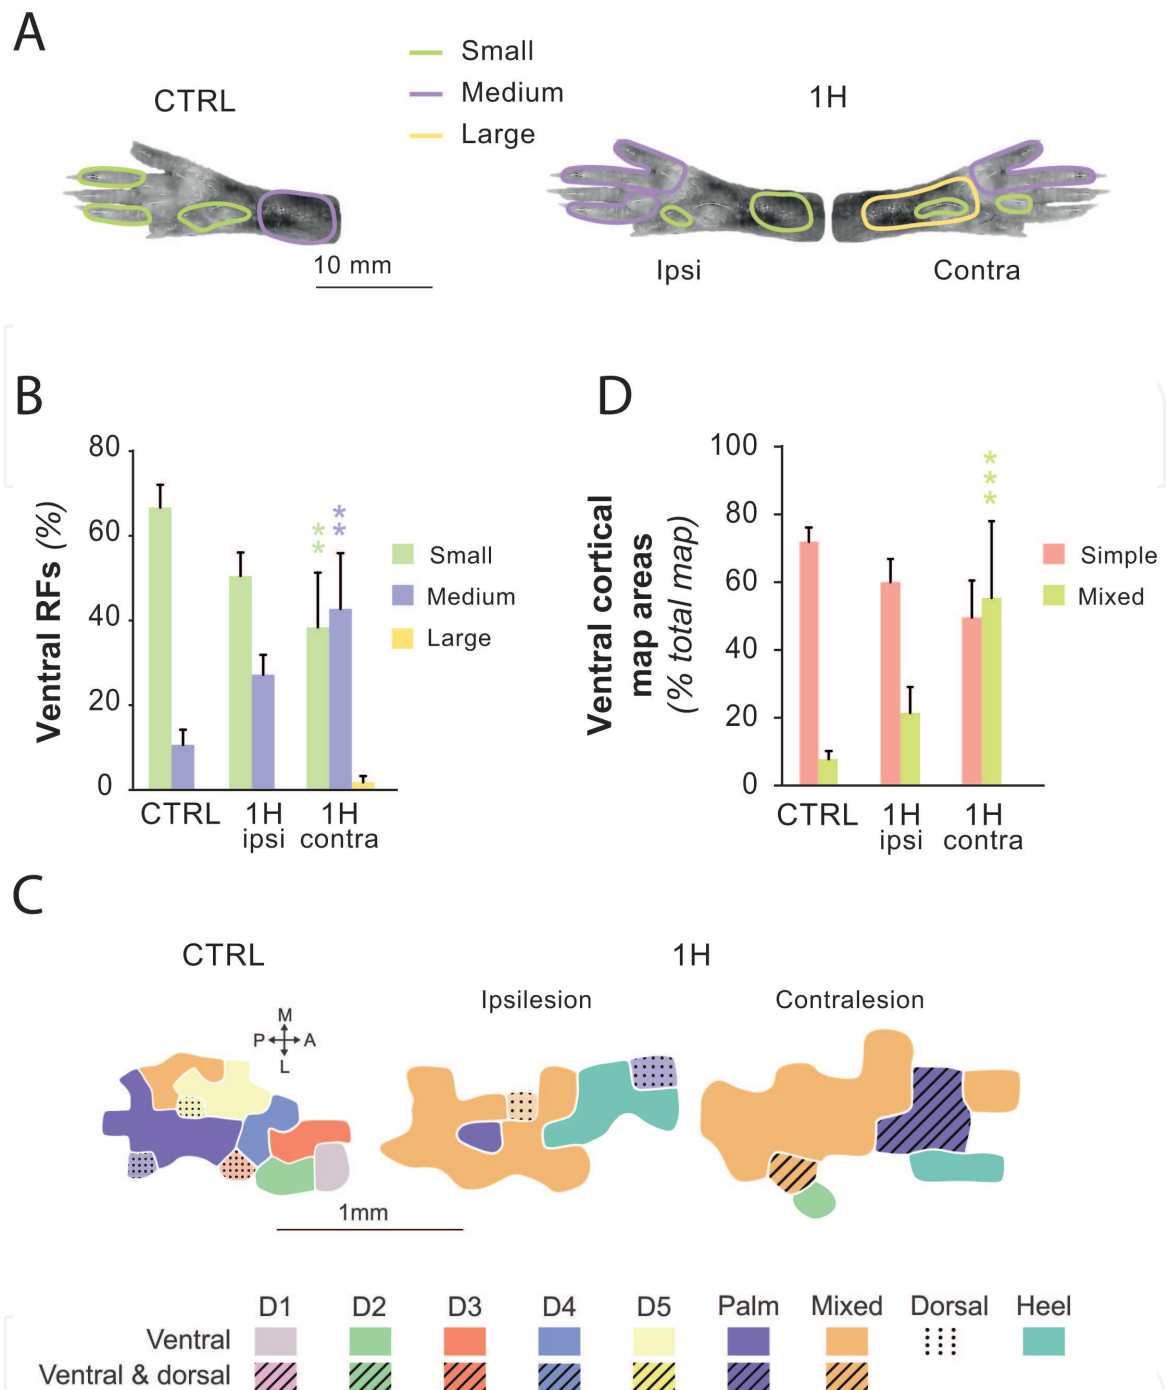 A
Small
Medium
Large
CTRL
1H
10 mm
Ipsi
Contra
B
80
60
40
20
0
Ventral RFs (%)
**
**
Small
Medium
Large
CTRL
1H ipsi
1H contra
D
100
80
60
40
20
0
Ventral cortical
map areas
(% total map)
***
Simple
Mixed
CTRL
1H ipsi
1H contra
C
CTRL
1H
Ipsilesion
Contralesion
M
P A
L
1mm
D1 D2 D3 D4 D5 Palm Mixed Dorsal Heel
Ventral
Ventral & dorsal